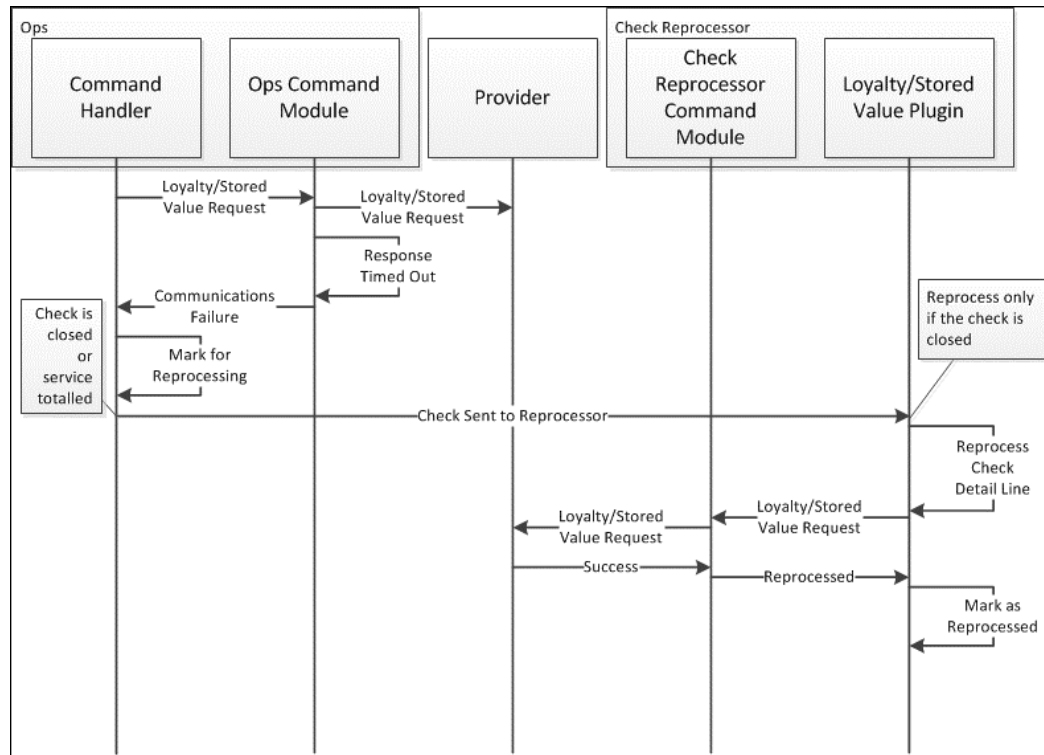 Ops
Check Reprocessor
Command
Handler
Ops Command
Module
Provider
Check
Reprocessor
Command
Module
Loyalty/Stored
Value Plugin
Loyalty/Stored
Value Request
Loyalty/Stored
Value Request
Response
Timed Out
Communications
Failure
Check is
closed
or
service
totalled
Mark for
Reprocessing
Reprocess only
if the check is
closed
Check Sent to Reprocessor
Reprocess
Check
Detail Line
Loyalty/Stored
Value Request
Loyalty/Stored
Value Request
Success
Reprocessed
Mark as
Reprocessed